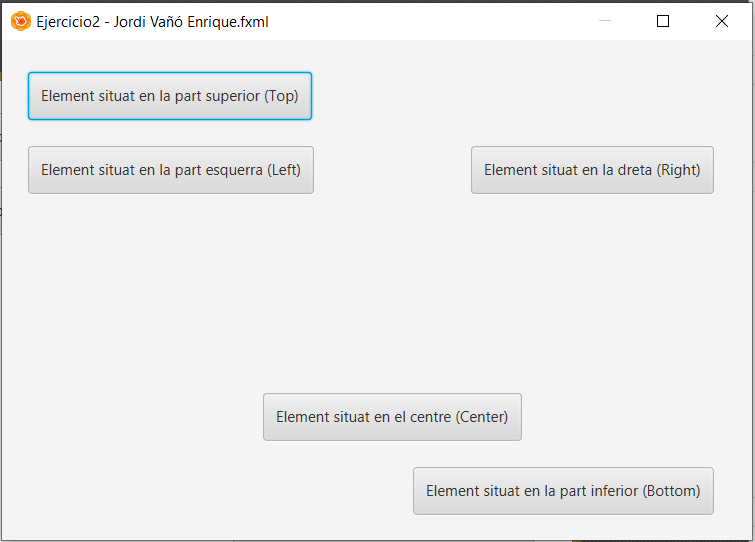 Ejercicio2 - Jordi Vañó Enrique.fxml
Element situat en la part superior (Top)
Element situat en la part esquerra (Left)
Element situat en la dreta (Right)
Element situat en el centre (Center)
Element situat en la part inferior (Bottom)